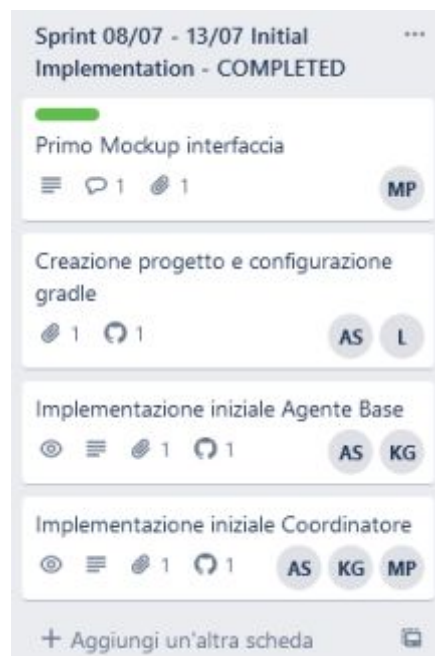 Sprint 08/07 - 13/07 Initial
Implementation - COMPLETED
Primo Mockup interfaccia
1 1
MP
Creazione progetto e configurazione
gradle
1 1
AS L
Implementazione iniziale Agente Base
1 1
AS KG
Implementazione iniziale Coordinatore
1 1
AS KG MP
+ Aggiungi un'altra scheda